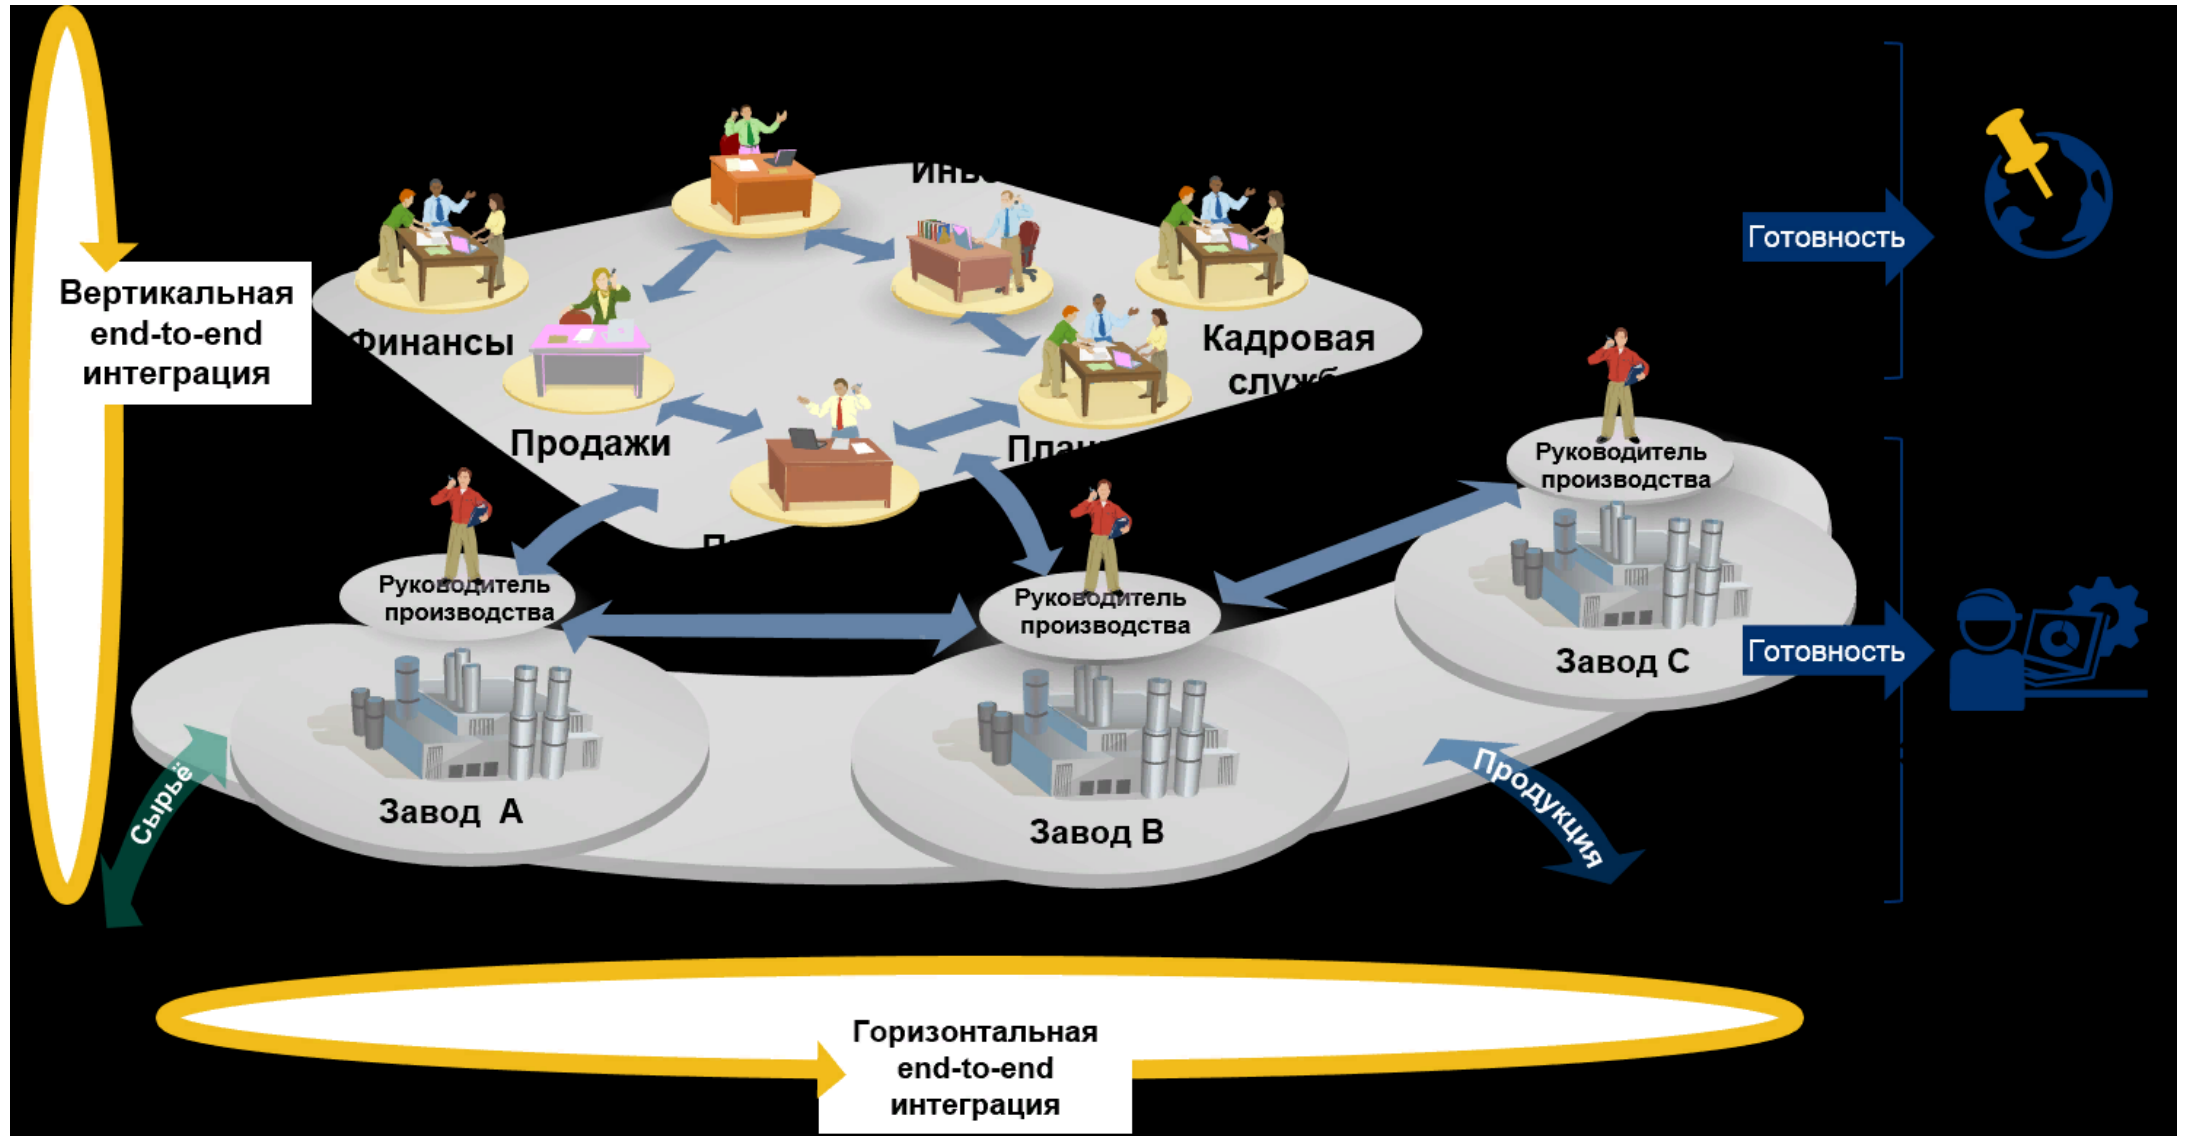 Готовность
Вертикальная
end-to-end
интеграция
Финансы
Кадровая
Продажи
Руководитель
производства
Руководитель
производства
Руководитель
производства
Завод С
Готовность
Сырьё
Завод А
Завод В
Продукция
Горизонтальная
end-to-end
интеграция